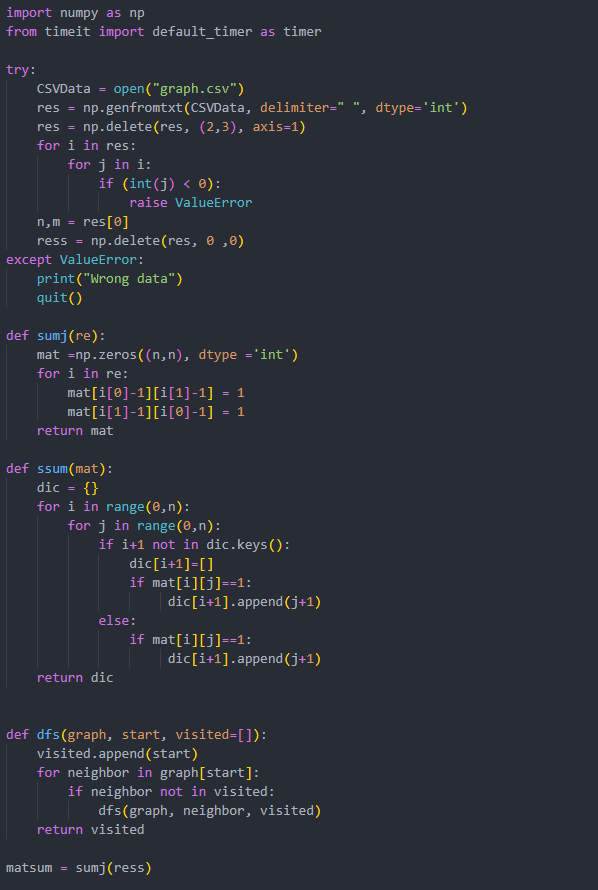 import numpy as np
from timeit import default_timer as timer

try:
    CSVData = open("graph.csv")
    res = np.genfromtxt(CSVData, delimiter=" ", dtype='int')
    res = np.delete(res, (2,3), axis=1)
    for i in res:
        for j in i:
            if (int(j) < 0):
                raise ValueError
    n,m = res[0]
    ress = np.delete(res, 0 ,0)
except ValueError:
    print("Wrong data")
    quit()

def sumj(re):
    mat =np.zeros((n,n), dtype ='int')
    for i in re:
        mat[i[0]-1][i[1]-1] = 1
        mat[i[1]-1][i[0]-1] = 1
    return mat

def ssum(mat):
    dic = {}
    for i in range(0,n):
        for j in range(0,n):
            if i+1 not in dic.keys():
                dic[i+1]=[]
                if mat[i][j]==1:
                    dic[i+1].append(j+1)
            else:
                if mat[i][j]==1:
                    dic[i+1].append(j+1)
    return dic


def dfs(graph, start, visited=[]):
    visited.append(start)
    for neighbor in graph[start]:
        if neighbor not in visited:
            dfs(graph, neighbor, visited)
    return visited

matsum = sumj(ress)